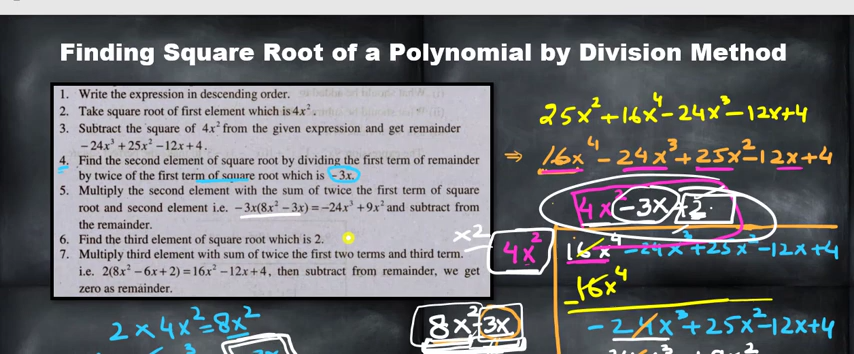 Finding Square Root of a Polynomial by Division Method
1. Write the expression in descending order.
2. Take square root of first element which is 4x².
3. Subtract the square of 4x² from the given expression and get remainder
−24x³ + 25x² −12x + 4.
4. Find the second element of square root by dividing the first term of remainder
by twice of the first term of square root which is −3x.
5. Multiply the second element with the sum of twice the first term of square
root and second element i.e. −3x(8x² −3x) = −24x³ +9x² and subtract from
the remainder.
6. Find the third element of square root which is 2.
7. Multiply third element with sum of twice the first two terms and third term.
i.e. 2(8x² −6x + 2) = 16x² −12x + 4, then subtract from remainder, we get
zero as remainder.
25x² + 16x⁴ − 24x³ − 12x + 4
⇒ 16x⁴ − 24x³ + 25x² − 12x + 4
4x² − 3x + 2
x2
4x²
16x⁴ − 24x³ + 25x² − 12x + 4
−16x⁴
2 × 4x² = 8x²
8x² − 3x
− 24x³ + 25x² − 12x + 4